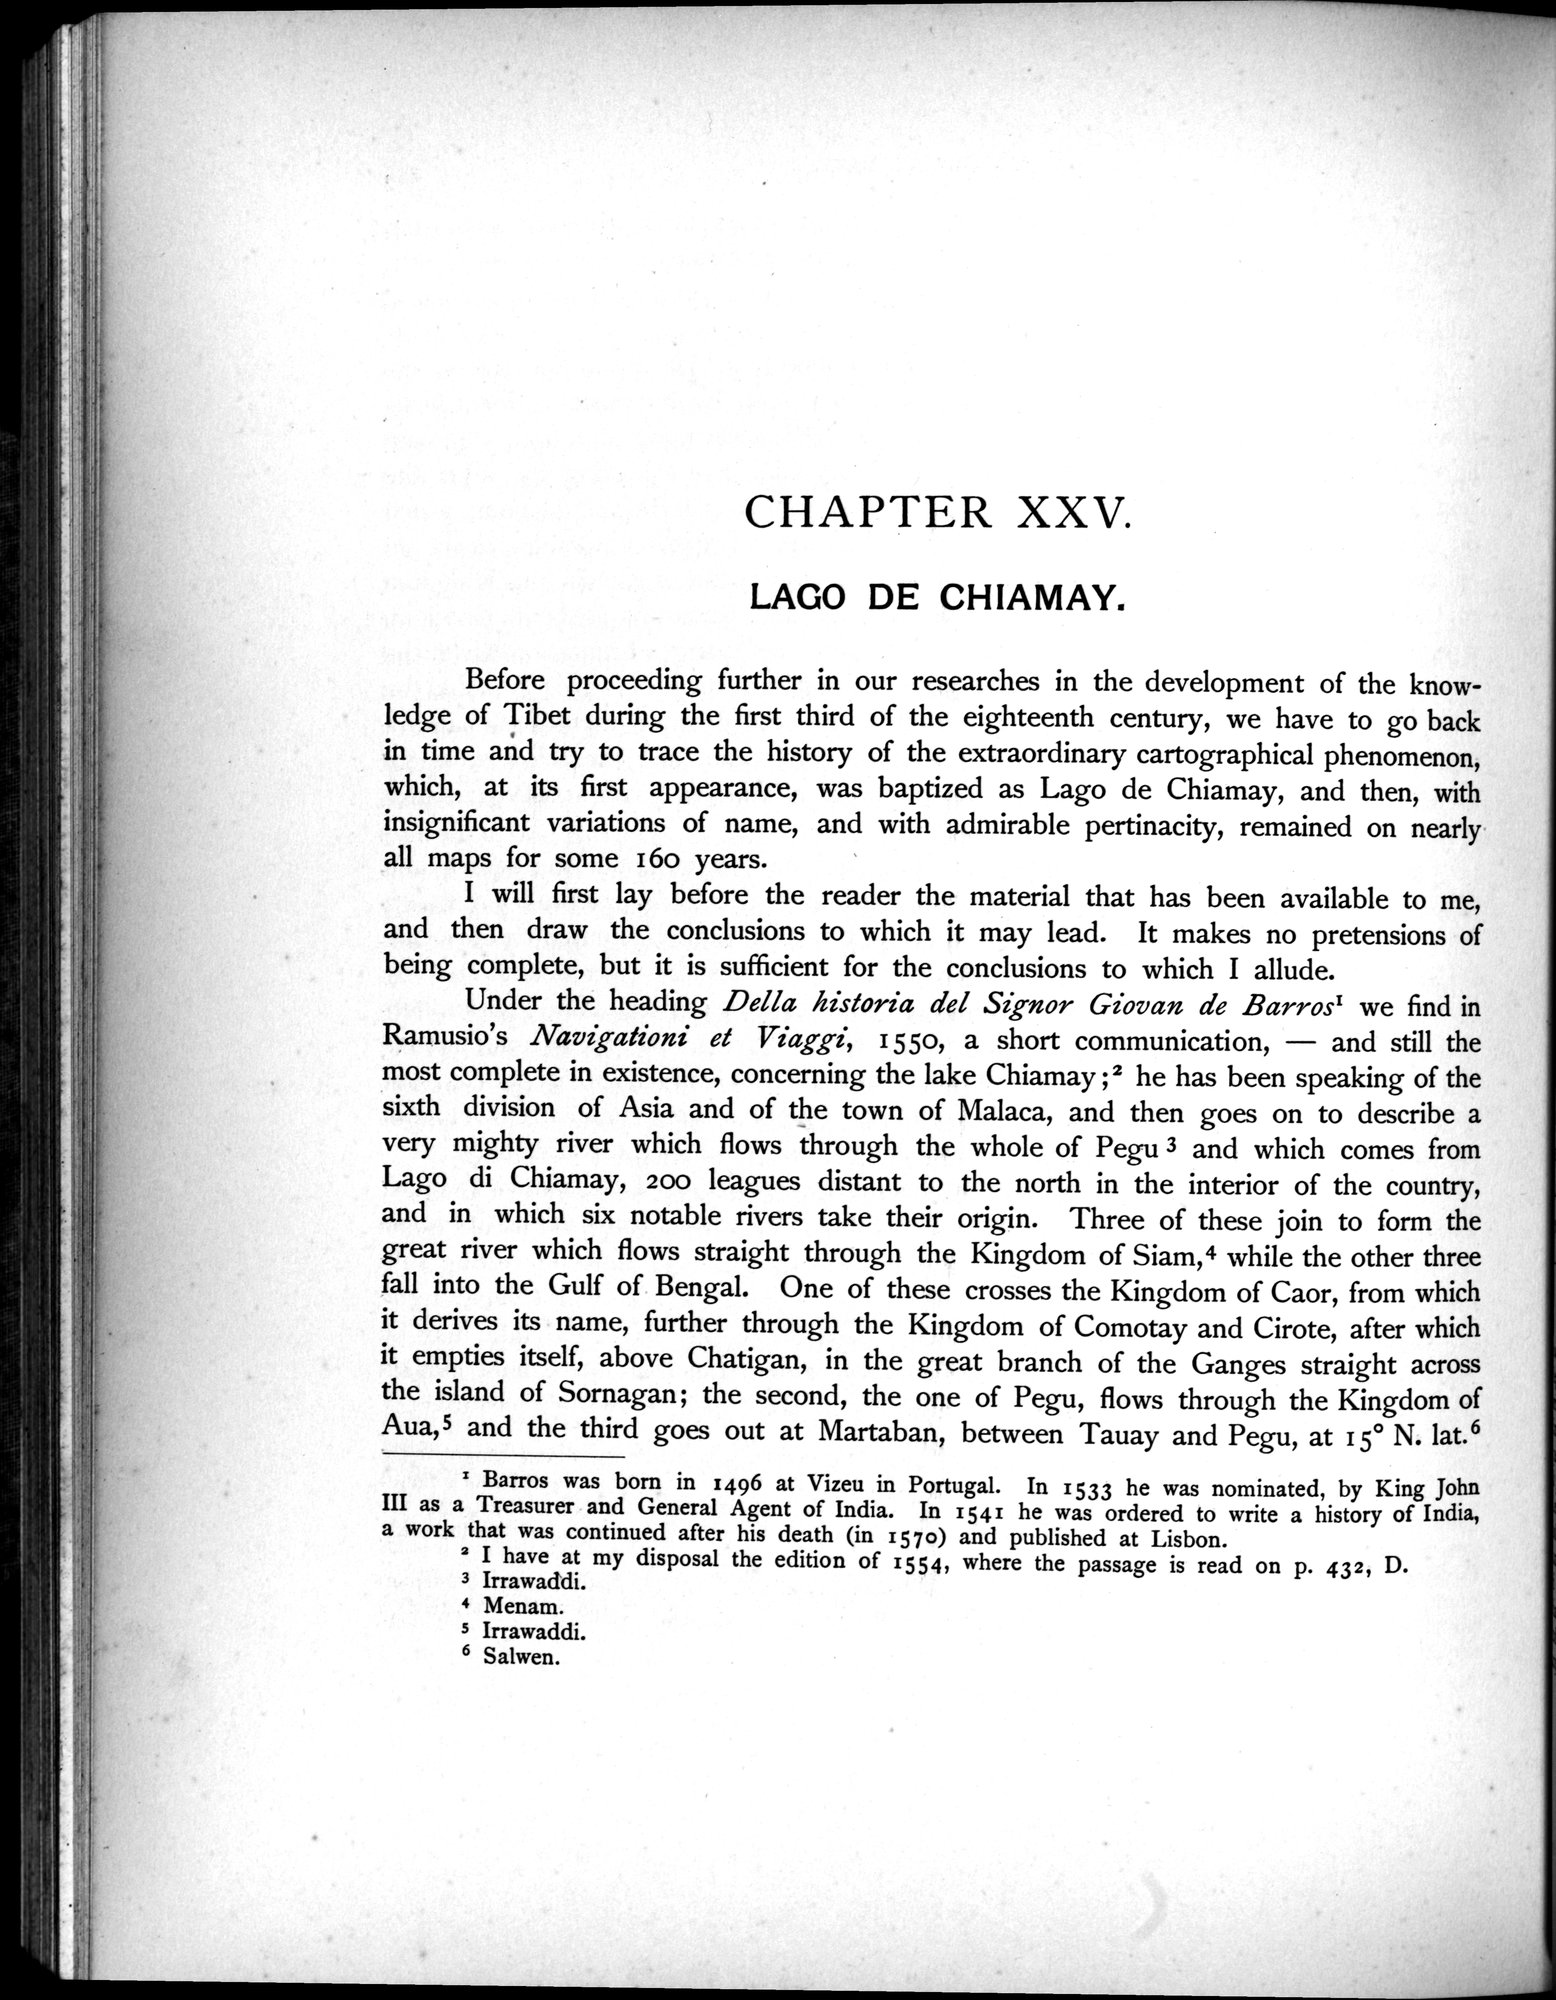 CHAPTER XXV.
LAGO DE CHIAMAY.
Before proceeding further in our researches in the development of the know-
ledge of Tibet during the first third of the eighteenth century, we have to go back
in time and try to trace the history of the extraordinary cartographical phenomenon,
which, at its first appearance, was baptized as Lago de Chiamay, and then, with
insignificant variations of name, and with admirable pertinacity, remained on nearly
all maps for some 160 years.
I will first lay before the reader the material that has been available to me,
and then draw the conclusions to which it may lead. It makes no pretensions of
being complete, but it is sufficient for the conclusions to which I allude.
Under the heading Della historia del Signor Giovan de Barros¹ we find in
Ramusio's Navigationi et Viaggi, 1550, a short communication, — and still the
most complete in existence, concerning the lake Chiamay;² he has been speaking of the
sixth division of Asia and of the town of Malaca, and then goes on to describe a
very mighty river which flows through the whole of Pegu³ and which comes from
Lago di Chiamay, 200 leagues distant to the north in the interior of the country,
and in which six notable rivers take their origin. Three of these join to form the
great river which flows straight through the Kingdom of Siam,⁴ while the other three
fall into the Gulf of Bengal. One of these crosses the Kingdom of Caor, from which
it derives its name, further through the Kingdom of Comotay and Cirote, after which
it empties itself, above Chatigan, in the great branch of the Ganges straight across
the island of Sornagan; the second, the one of Pegu, flows through the Kingdom of
Aua,⁵ and the third goes out at Martaban, between Tauay and Pegu, at 15° N. lat.⁶
¹ Barros was born in 1496 at Vizeu in Portugal. In 1533 he was nominated, by King John
III as a Treasurer and General Agent of India. In 1541 he was ordered to write a history of India,
a work that was continued after his death (in 1570) and published at Lisbon.
² I have at my disposal the edition of 1554, where the passage is read on p. 432, D.
³ Irrawaddi.
⁴ Menam.
⁵ Irrawaddi.
⁶ Salwen.